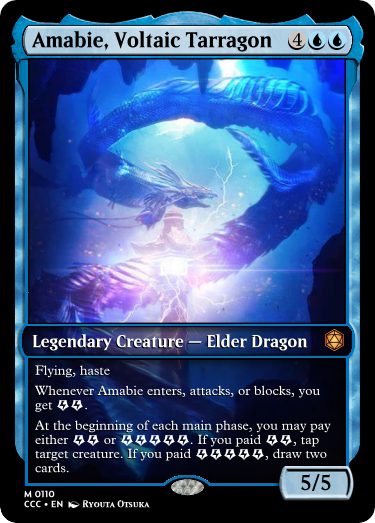 Amabie, Voltaic Tarragon 4
Legendary Creature — Elder Dragon
Flying, haste
Whenever Amabie enters, attacks, or blocks, you
get .
At the beginning of each main phase, you may pay
either or . If you paid , tap
target creature. If you paid , draw two
cards.
5/5
M 0110
CCC • EN Ryouta Otsuka